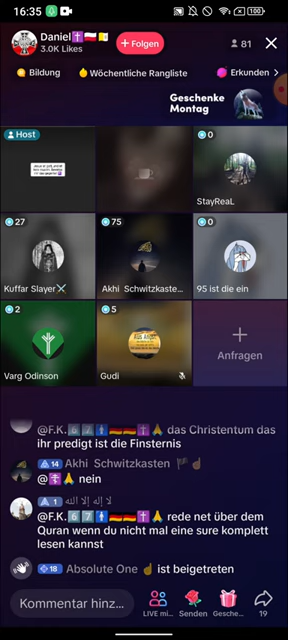 16:35
100
Daniel✝️🇵🇱🇻🇦
3.0K Likes
+ Folgen
81
Bildung
Wöchentliche Rangliste
Erkunden >
Geschenke
Montag
Host
0
StayReaL
27
75
0
Kuffar Slayer⚔
Akhi Schwitzkaste...
95 ist die ein
2
5
Varg Odinson
Gudi
+
Anfragen
@F.K.6️⃣7️⃣🚹🇩🇪🇩🇪✝️🙏 das Christentum das
ihr predigt ist die Finsternis
14 Akhi Schwitzkasten 🏴☝️
@☦️🙏 nein
1 لا إله إلا الله
@F.K.6️⃣7️⃣🚹🇩🇪🇩🇪✝️🙏 rede net über dem
Quran wenn du nicht mal eine sure komplett
lesen kannst
18 Absolute One ☝️ ist beigetreten
Kommentar hinz...
LIVE mi...
Senden
Gesche...
19